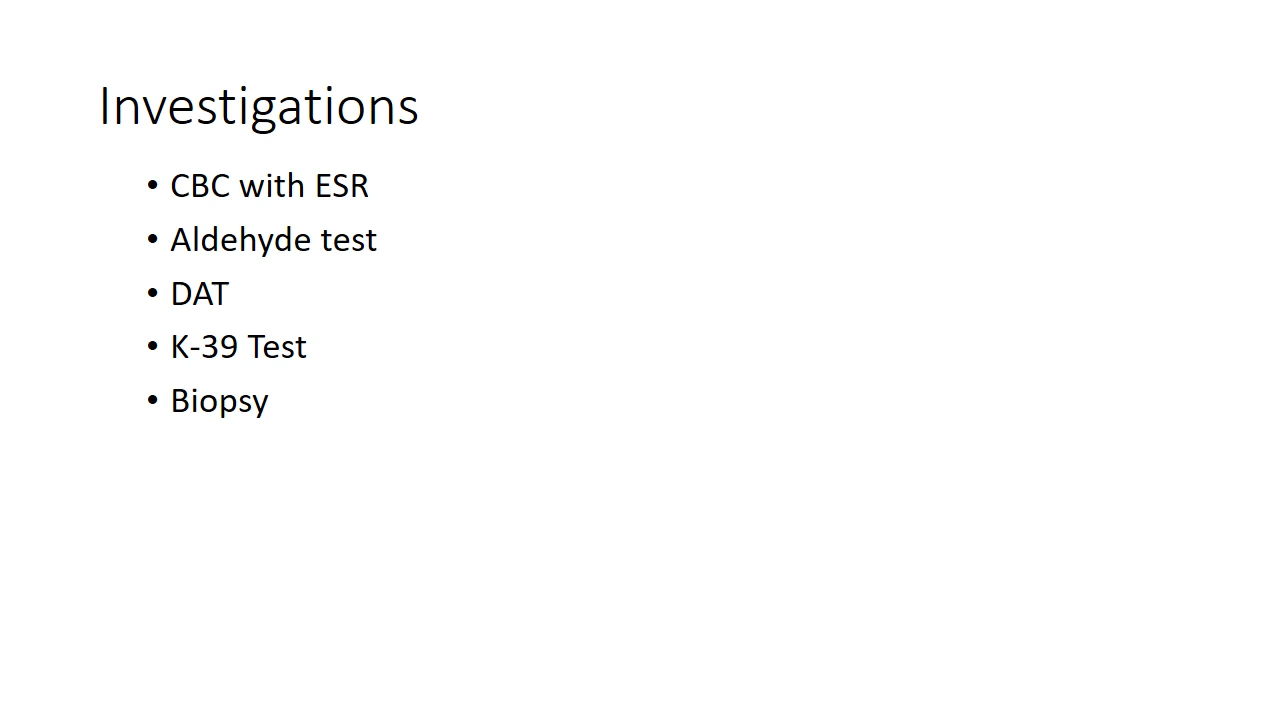 Investigations
• CBC with ESR
• Aldehyde test
• DAT
• K-39 Test
• Biopsy